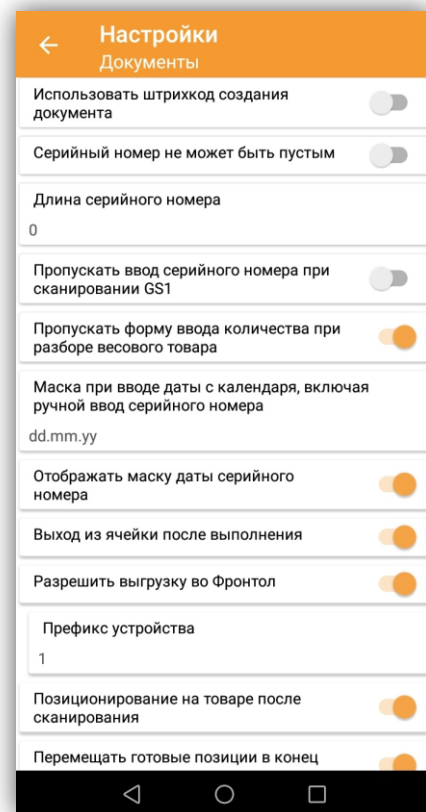 Настройки
Документы
Использовать штрихкод создания
документа
Серийный номер не может быть пустым
Длина серийного номера
0
Пропускать ввод серийного номера при
сканировании GS1
Пропускать форму ввода количества при
разборе весового товара
Маска при вводе даты с календаря, включая
ручной ввод серийного номера
dd.mm.yy
Отображать маску даты серийного
номера
Выход из ячейки после выполнения
Разрешить выгрузку во Фронтол
Префикс устройства
1
Позиционирование на товаре после
сканирования
Перемещать готовые позиции в конец